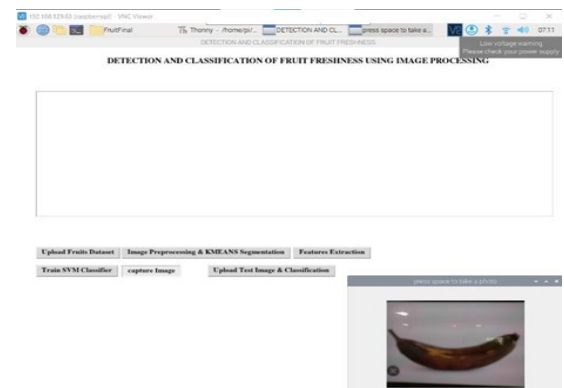 192.168.129.63 (raspberrypi) - VNC Viewer
FruitFinal
Thonny - /home/pi/...
DETECTION AND CL...
press space to take a...
07:11
DETECTION AND CLASSIFICATION OF FRUIT FRESHNESS
Low voltage warning
Please check your power supply
DETECTION AND CLASSIFICATION OF FRUIT FRESHNESS USING IMAGE PROCESSING
Upload Fruits Dataset
Image Preprocessing & KMEANS Segmentation
Features Extraction
Train SVM Classifier
capture Image
Upload Test Image & Classification
press space to take a photo